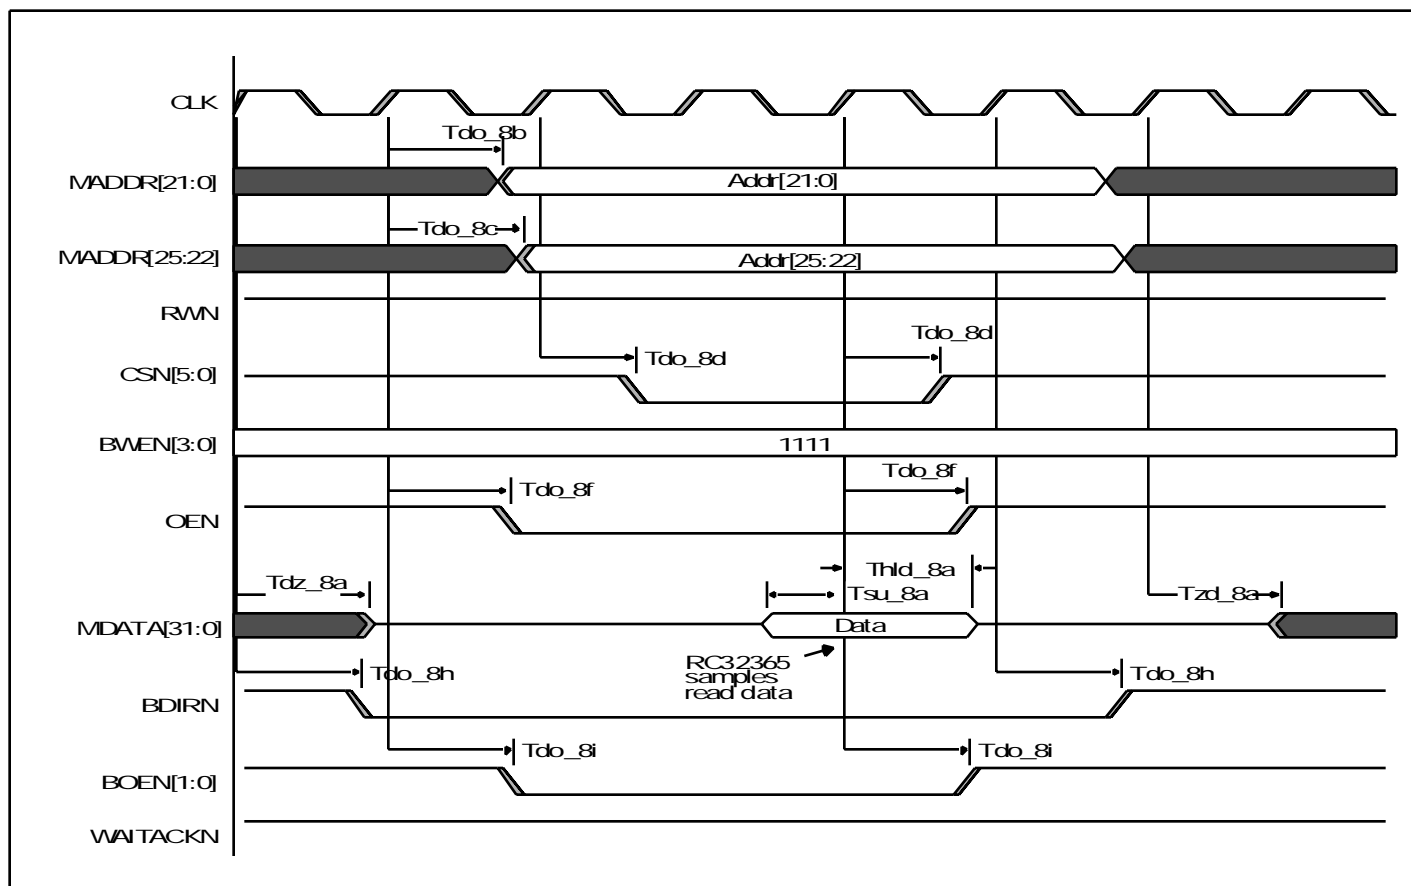 CLK
Tdo_8b
MADDR[21:0]
Addr[21:0]
Tdo_8c
MADDR[25:22]
Addr[25:22]
RWN
Tdo_8d
Tdo_8d
CSN[5:0]
BWEN[3:0]
1111
Tdo_8f
Tdo_8f
OEN
Thld_8a
Tdz_8a
Tsu_8a
Tzd_8a
MDATA[31:0]
Data
RC32365
samples
read data
Tdo_8h
Tdo_8h
BDIRN
Tdo_8i
Tdo_8i
BOEN[1:0]
WAITACKN